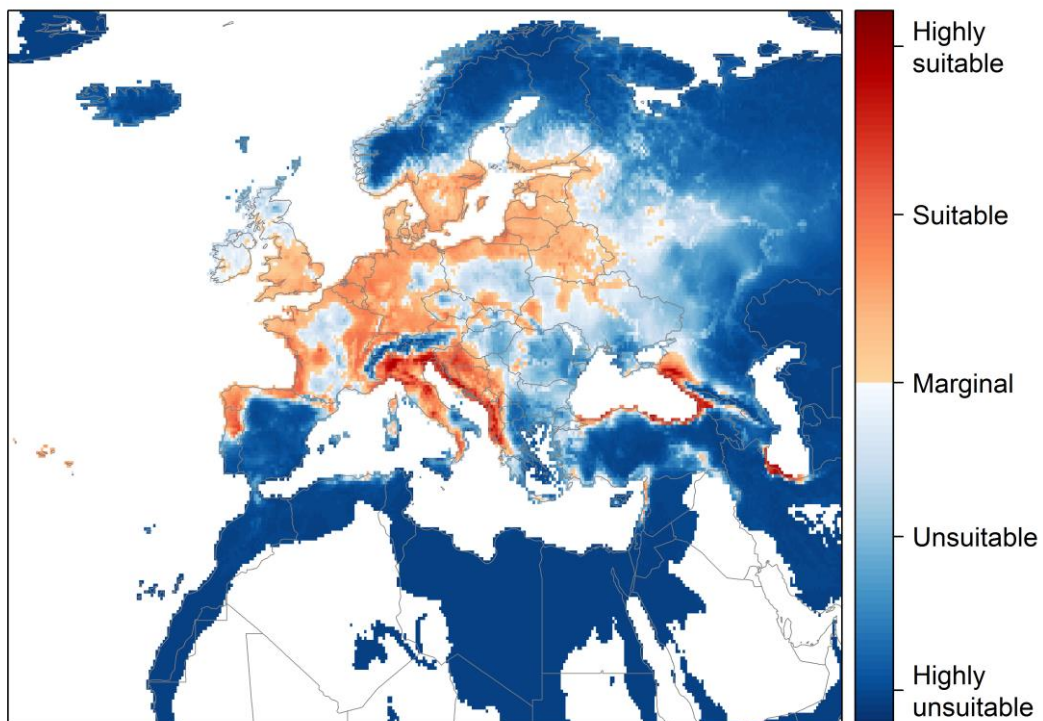 Highly
suitable
Suitable
Marginal
Unsuitable
Highly
unsuitable